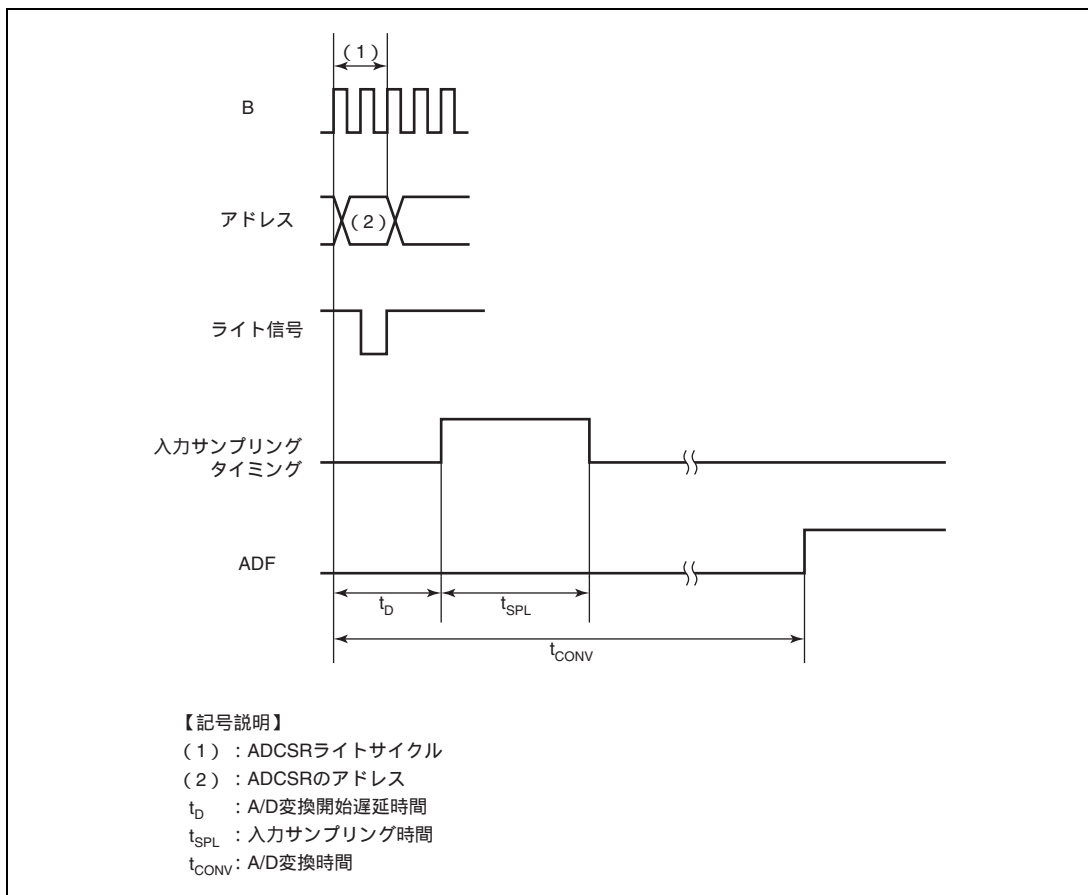 （1）
B
アドレス
（2）
ライト信号
入力サンプリング
タイミング
ADF
tD
tSPL
tCONV
【記号説明】
（1）：ADCSRライトサイクル
（2）：ADCSRのアドレス
tD ：A/D変換開始遅延時間
tSPL ：入力サンプリング時間
tCONV：A/D変換時間